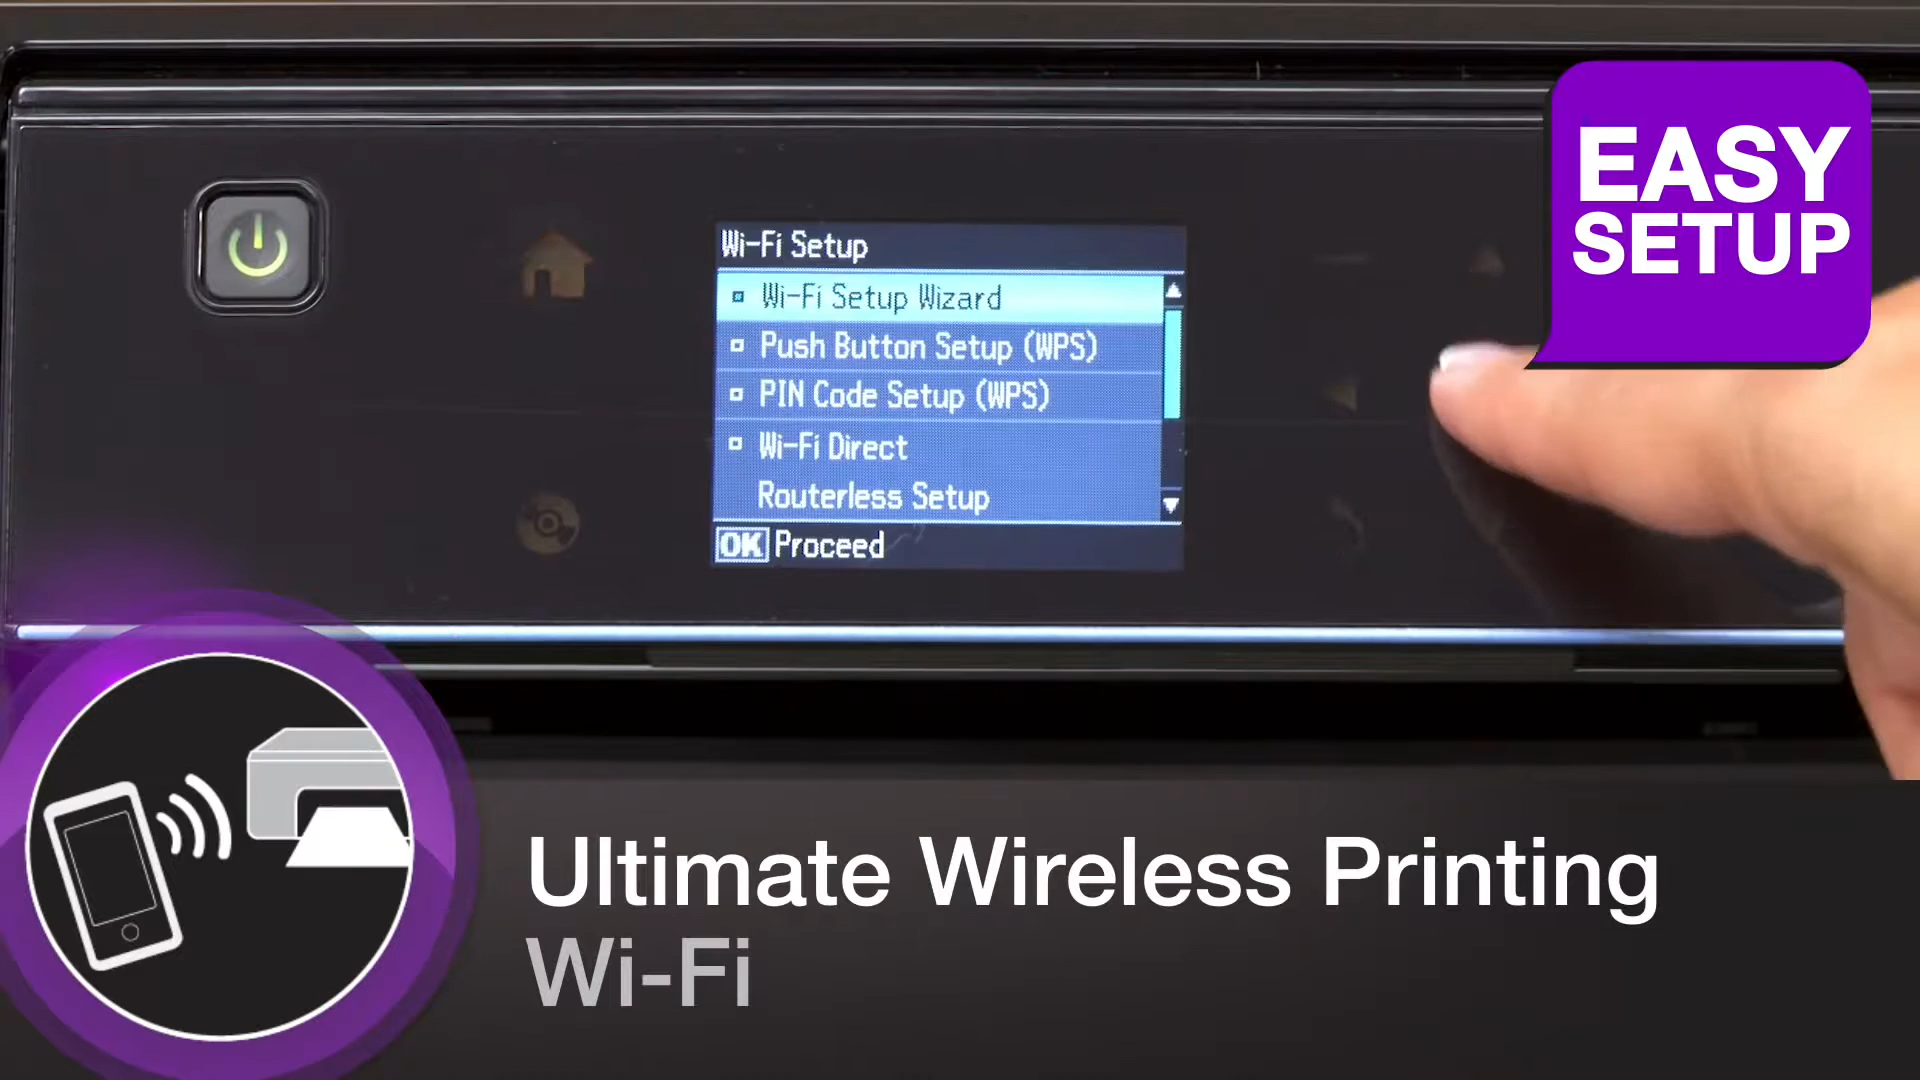 EASY
SETUP
Wi-Fi Setup
Wi-Fi Setup Wizard
Push Button Setup (WPS)
PIN Code Setup (WPS)
Wi-Fi Direct
Routerless Setup
OK Proceed
Ultimate Wireless Printing
Wi-Fi